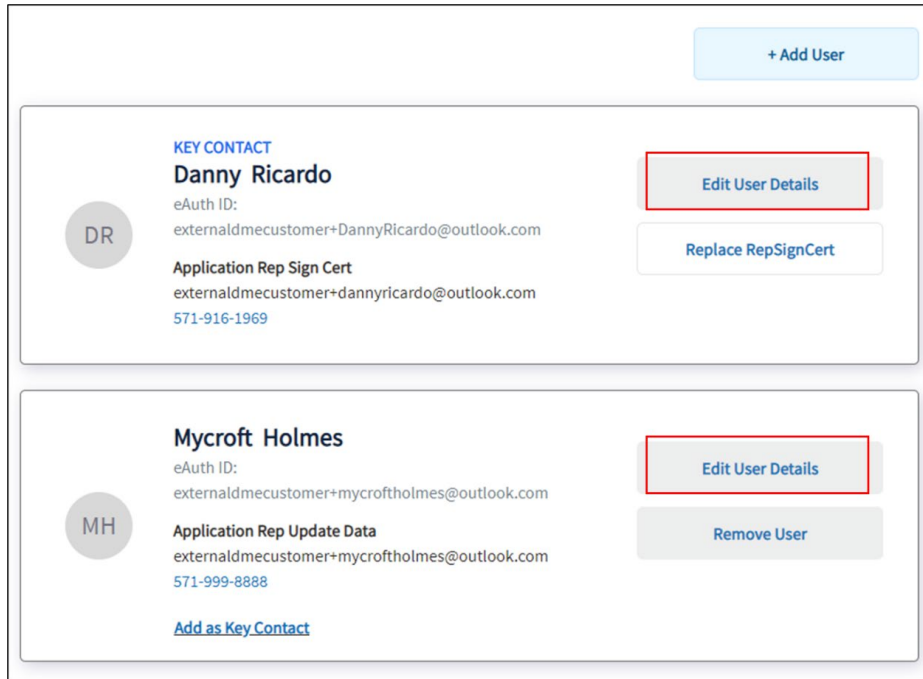 + Add User
KEY CONTACT
Danny Ricardo
eAuth ID:
externaldmecustomer+DannyRicardo@outlook.com
DR
Application Rep Sign Cert
externaldmecustomer+dannyricardo@outlook.com
571-916-1969
Edit User Details
Replace RepSignCert
Mycroft Holmes
eAuth ID:
externaldmecustomer+mycroftholmes@outlook.com
MH
Application Rep Update Data
externaldmecustomer+mycroftholmes@outlook.com
571-999-8888
Add as Key Contact
Edit User Details
Remove User